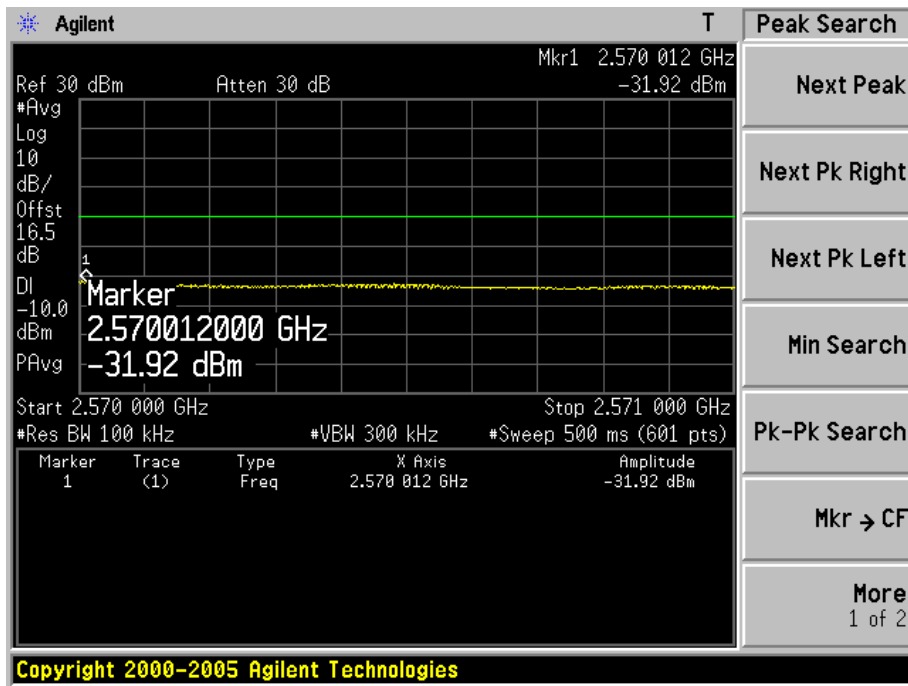 Agilent T Peak Search
Mkr1 2.570 012 GHz
Ref 30 dBm Atten 30 dB -31.92 dBm
#Avg
Log
10
dB/
Offst
16.5
dB
DI
-10.0
dBm
PAvg
1
Marker
2.570012000 GHz
-31.92 dBm
Start 2.570 000 GHz Stop 2.571 000 GHz
#Res BW 100 kHz #VBW 300 kHz #Sweep 500 ms (601 pts)
Marker Trace Type X Axis Amplitude
1 (1) Freq 2.570 012 GHz -31.92 dBm
Next Peak
Next Pk Right
Next Pk Left
Min Search
Pk-Pk Search
Mkr → CF
More
1 of 2
Copyright 2000-2005 Agilent Technologies